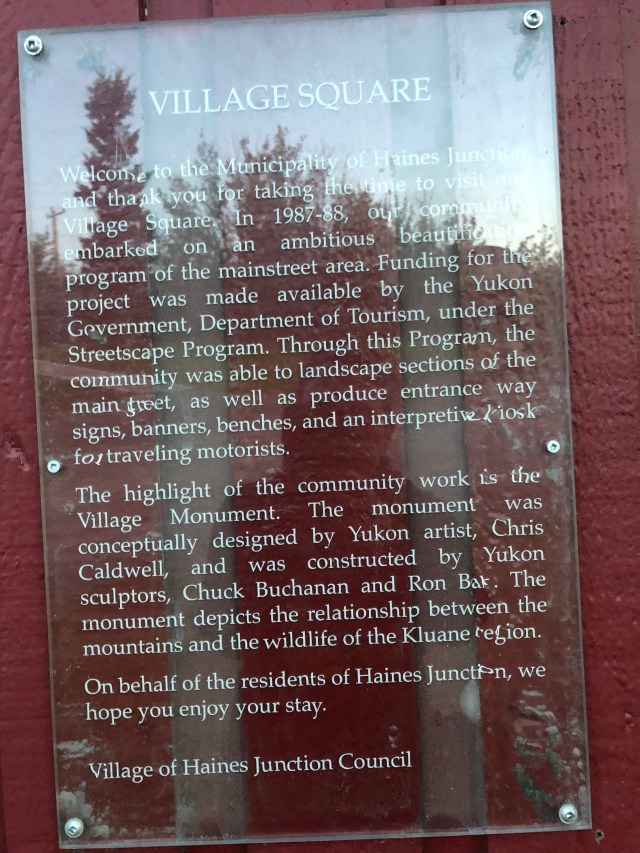 VILLAGE SQUARE
Welcome to the Municipality of Haines Junction
and thank you for taking the time to visit our
Village Square. In 1987-88, our community
embarked on an ambitious beautification
program of the mainstreet area. Funding for the
project was made available by the Yukon
Government, Department of Tourism, under the
Streetscape Program. Through this Program, the
community was able to landscape sections of the
main street, as well as produce entrance way
signs, banners, benches, and an interpretive kiosk
for traveling motorists.
The highlight of the community work is the
Village Monument. The monument was
conceptually designed by Yukon artist, Chris
Caldwell, and was constructed by Yukon
sculptors, Chuck Buchanan and Ron . The
monument depicts the relationship between the
mountains and the wildlife of the Kluane region.
On behalf of the residents of Haines Junction, we
hope you enjoy your stay.
Village of Haines Junction Council